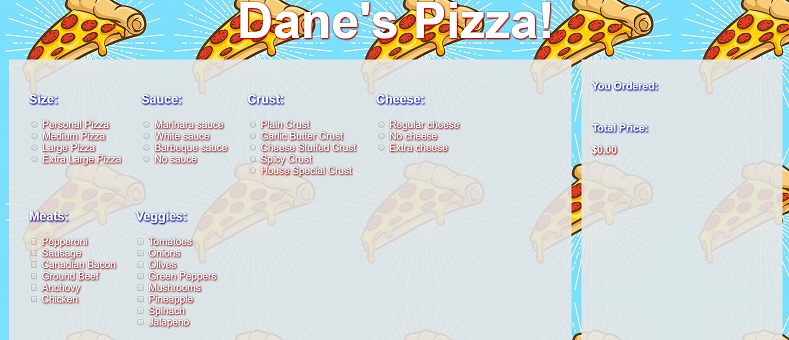 Dane's Pizza!
Size:
Personal Pizza
Medium Pizza
Large Pizza
Extra Large Pizza
Sauce:
Marinara sauce
White sauce
Barbeque sauce
No sauce
Crust:
Plain Crust
Garlic Butter Crust
Cheese Stuffed Crust
Spicy Crust
House Special Crust
Cheese:
Regular cheese
No cheese
Extra cheese
Meats:
Pepperoni
Sausage
Canadian Bacon
Ground Beef
Anchovy
Chicken
Veggies:
Tomatoes
Onions
Olives
Green Peppers
Mushrooms
Pineapple
Spinach
Jalapeno
You Ordered:
Total Price:
$0.00